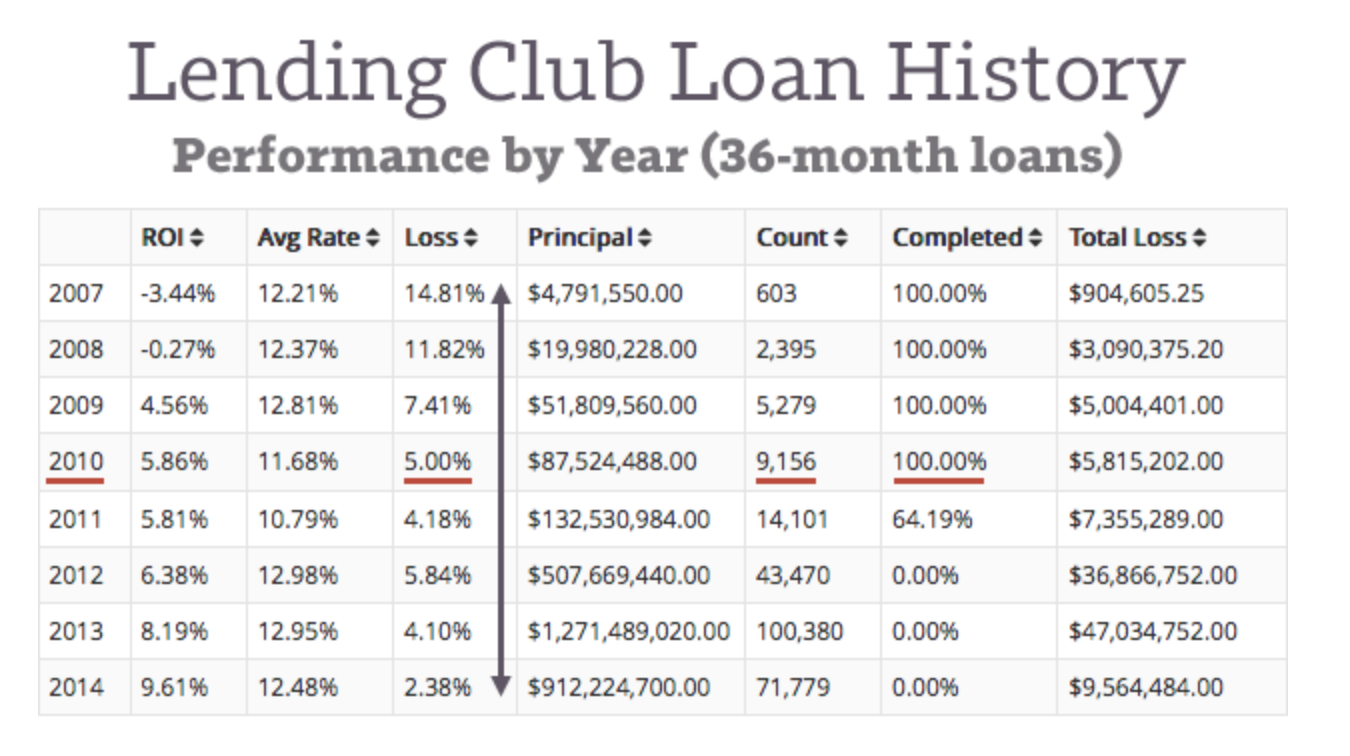 Lending Club Loan History
Performance by Year (36-month loans)
ROI Avg Rate Loss Principal Count Completed Total Loss
2007 -3.44% 12.21% 14.81% $4,791,550.00 603 100.00% $904,605.25
2008 -0.27% 12.37% 11.82% $19,980,228.00 2,395 100.00% $3,090,375.20
2009 4.56% 12.81% 7.41% $51,809,560.00 5,279 100.00% $5,004,401.00
2010 5.86% 11.68% 5.00% $87,524,488.00 9,156 100.00% $5,815,202.00
2011 5.81% 10.79% 4.18% $132,530,984.00 14,101 64.19% $7,355,289.00
2012 6.38% 12.98% 5.84% $507,669,440.00 43,470 0.00% $36,866,752.00
2013 8.19% 12.95% 4.10% $1,271,489,020.00 100,380 0.00% $47,034,752.00
2014 9.61% 12.48% 2.38% $912,224,700.00 71,779 0.00% $9,564,484.00